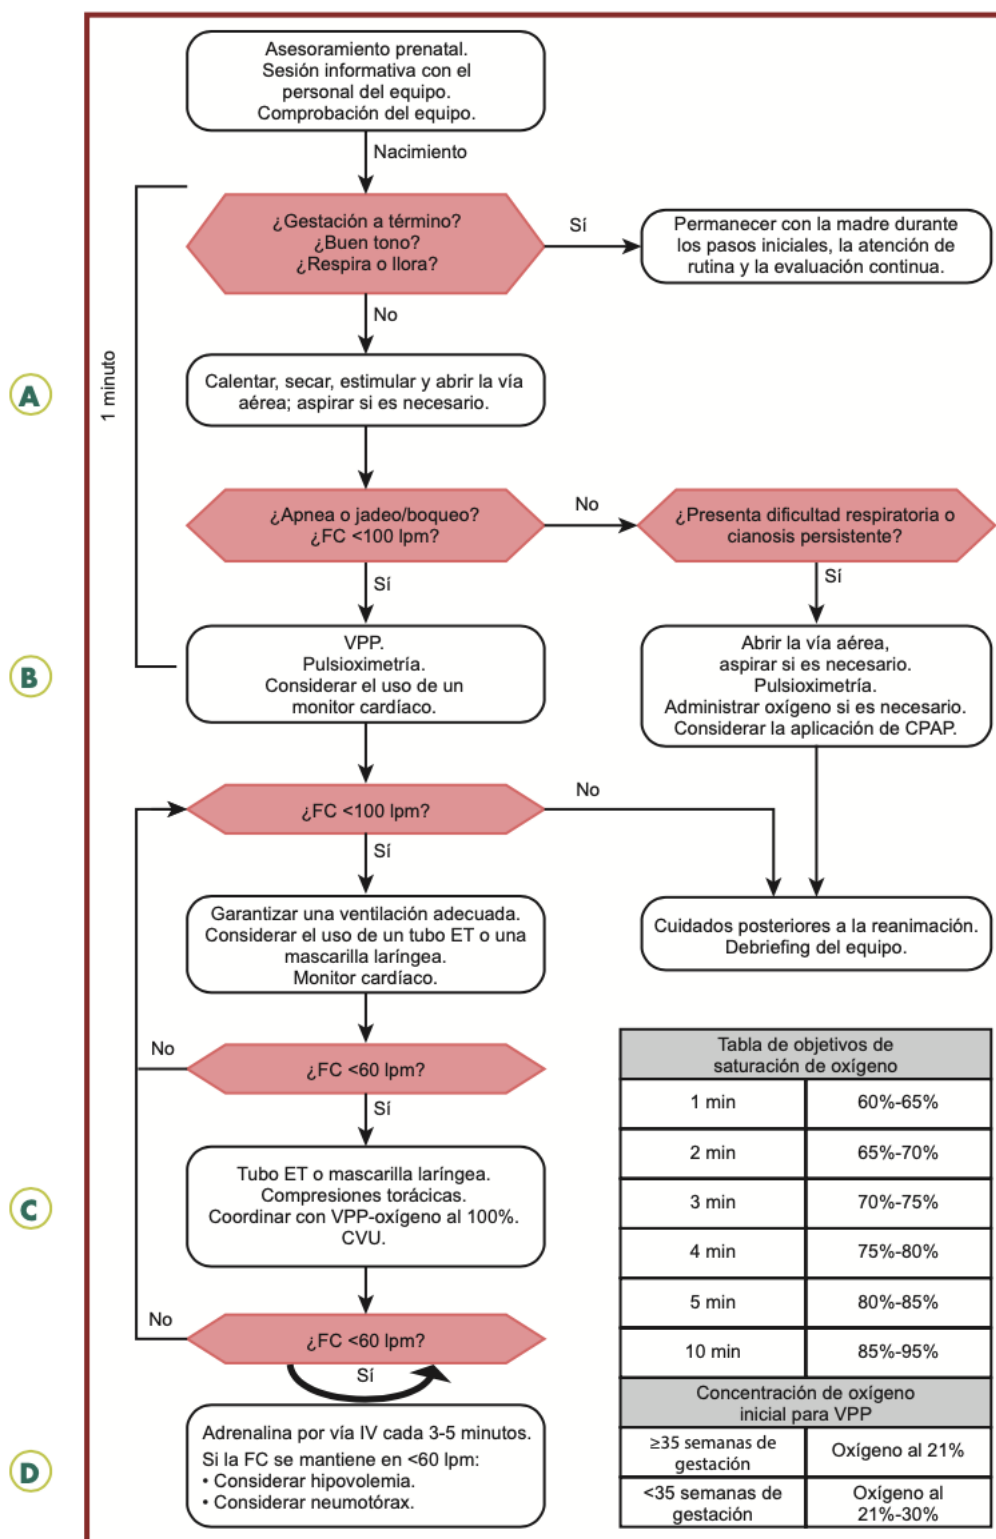 Asesoramiento prenatal.
Sesión informativa con el
personal del equipo.
Comprobación del equipo.
Nacimiento
¿Gestación a término?
¿Buen tono?
¿Respira o llora?
Sí
Permanecer con la madre durante
los pasos iniciales, la atención de
rutina y la evaluación continua.
No
1 minuto
A
Calentar, secar, estimular y abrir la vía
aérea; aspirar si es necesario.
¿Apnea o jadeo/boqueo?
¿FC <100 lpm?
No
¿Presenta dificultad respiratoria o
cianosis persistente?
Sí
Sí
B
VPP.
Pulsioximetría.
Considerar el uso de un
monitor cardíaco.
Abrir la vía aérea,
aspirar si es necesario.
Pulsioximetría.
Administrar oxígeno si es necesario.
Considerar la aplicación de CPAP.
¿FC <100 lpm?
No
Sí
Garantizar una ventilación adecuada.
Considerar el uso de un tubo ET o una
mascarilla laríngea.
Monitor cardíaco.
Cuidados posteriores a la reanimación.
Debriefing del equipo.
No
¿FC <60 lpm?
Sí
C
Tubo ET o mascarilla laríngea.
Compresiones torácicas.
Coordinar con VPP-oxígeno al 100%.
CVU.
No
¿FC <60 lpm?
Sí
D
Adrenalina por vía IV cada 3-5 minutos.
Si la FC se mantiene en <60 lpm:
• Considerar hipovolemia.
• Considerar neumotórax.
Tabla de objetivos de
saturación de oxígeno
1 min 60%-65%
2 min 65%-70%
3 min 70%-75%
4 min 75%-80%
5 min 80%-85%
10 min 85%-95%
Concentración de oxígeno
inicial para VPP
≥35 semanas de
gestación
Oxígeno al 21%
<35 semanas de
gestación
Oxígeno al
21%-30%